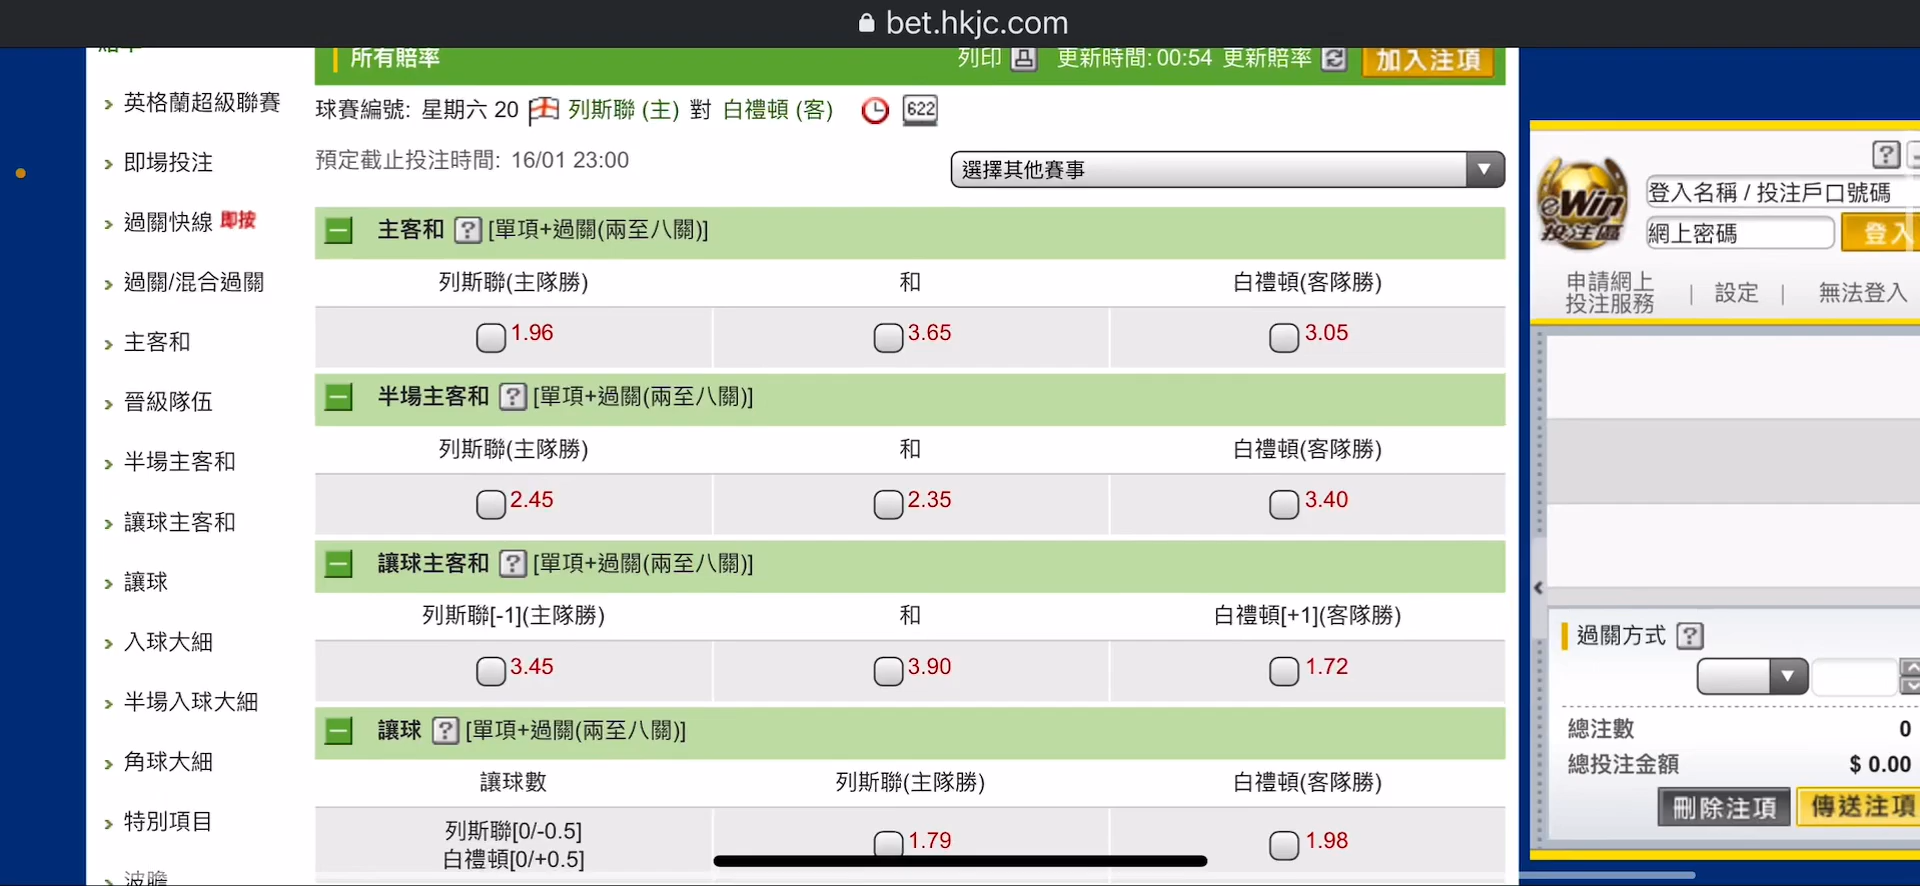 bet.hkjc.com
所有賠率 列印 更新時間: 00:54 更新賠率 加入注項
英格蘭超級聯賽
即場投注
過關快線 即按
過關/混合過關
主客和
晉級隊伍
半場主客和
讓球主客和
讓球
入球大細
半場入球大細
角球大細
特別項目
波膽
球賽編號: 星期六 20 列斯聯 (主) 對 白禮頓 (客) 622
預定截止投注時間: 16/01 23:00
選擇其他賽事
主客和 ? [單項+過關(兩至八關)]
列斯聯(主隊勝) 和 白禮頓(客隊勝)
1.96 3.65 3.05
半場主客和 ? [單項+過關(兩至八關)]
列斯聯(主隊勝) 和 白禮頓(客隊勝)
2.45 2.35 3.40
讓球主客和 ? [單項+過關(兩至八關)]
列斯聯[-1](主隊勝) 和 白禮頓[+1](客隊勝)
3.45 3.90 1.72
讓球 ? [單項+過關(兩至八關)]
讓球數 列斯聯(主隊勝) 白禮頓(客隊勝)
列斯聯[0/-0.5]
白禮頓[0/+0.5]
1.79 1.98
?
eWin
投注區
登入名稱 / 投注戶口號碼
網上密碼
登入
申請網上
投注服務
| 設定 | 無法登入
過關方式 ?
總注數 0
總投注金額 $ 0.00
刪除注項 傳送注項